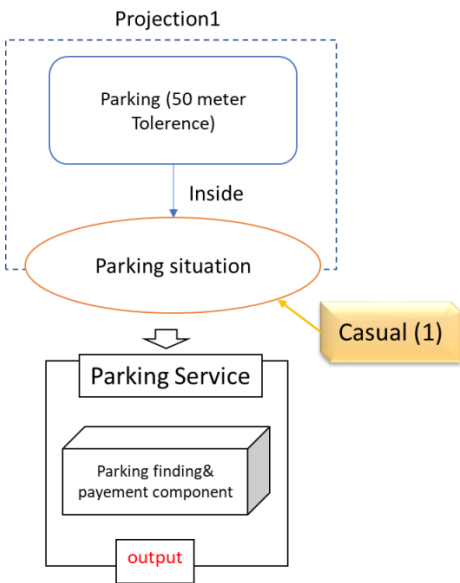 Projection1
Parking (50 meter
Tolerence)
Inside
Parking situation
Casual (1)
Parking Service
Parking finding&
payement component
output